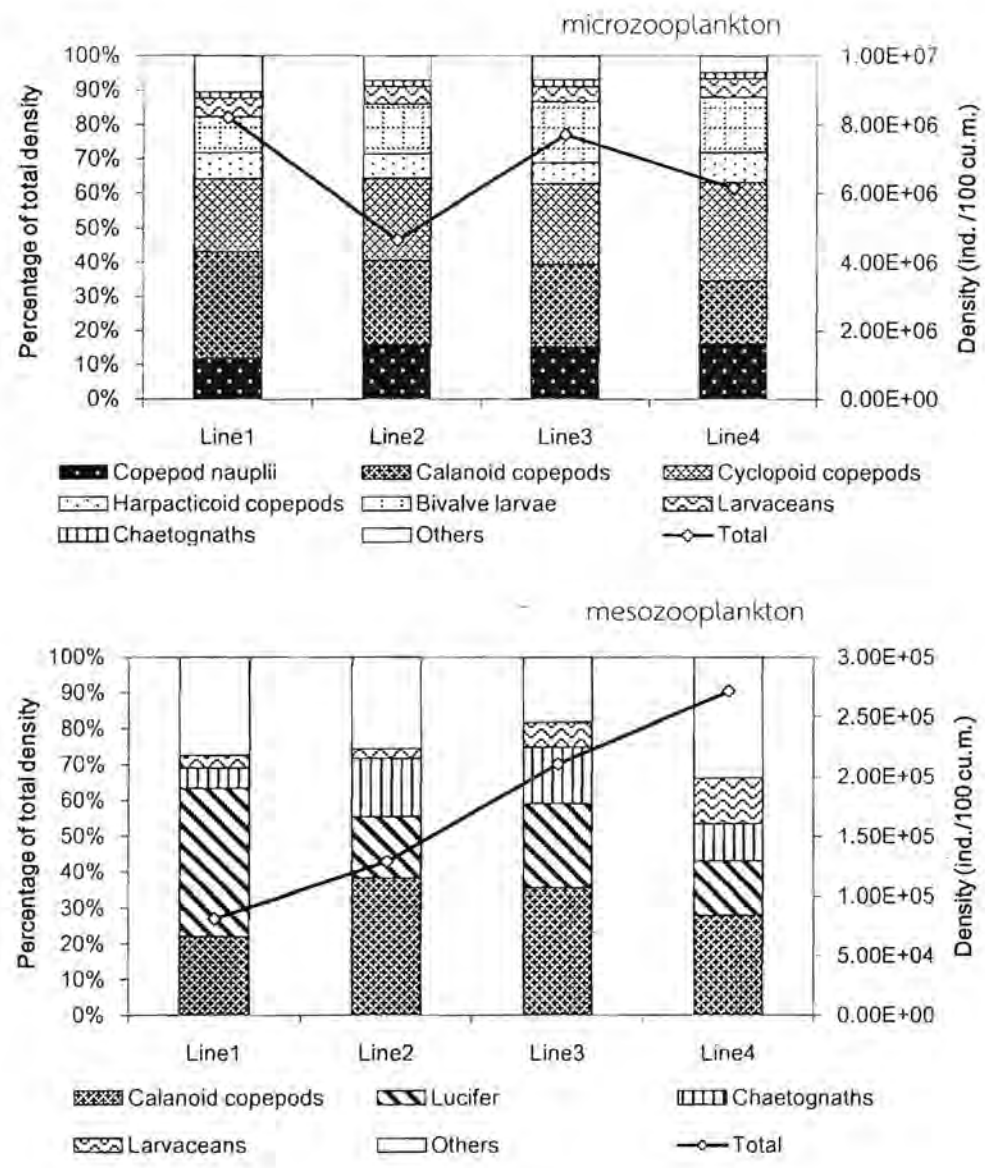 microzooplankton
Percentage of total density
100%
90%
80%
70%
60%
50%
40%
30%
20%
10%
0%
1.00E+07
8.00E+06
6.00E+06
4.00E+06
2.00E+06
0.00E+00
Density (ind. /100 cu.m.)
Line1 Line2 Line3 Line4
Copepod nauplii Calanoid copepods Cyclopoid copepods
Harpacticoid copepods Bivalve larvae Larvaceans
Chaetognaths Others Total
mesozooplankton
Percentage of total density
100%
90%
80%
70%
60%
50%
40%
30%
20%
10%
0%
3.00E+05
2.50E+05
2.00E+05
1.50E+05
1.00E+05
5.00E+04
0.00E+00
Density (ind./100 cu.m.)
Line1 Line2 Line3 Line4
Calanoid copepods Lucifer Chaetognaths
Larvaceans Others Total